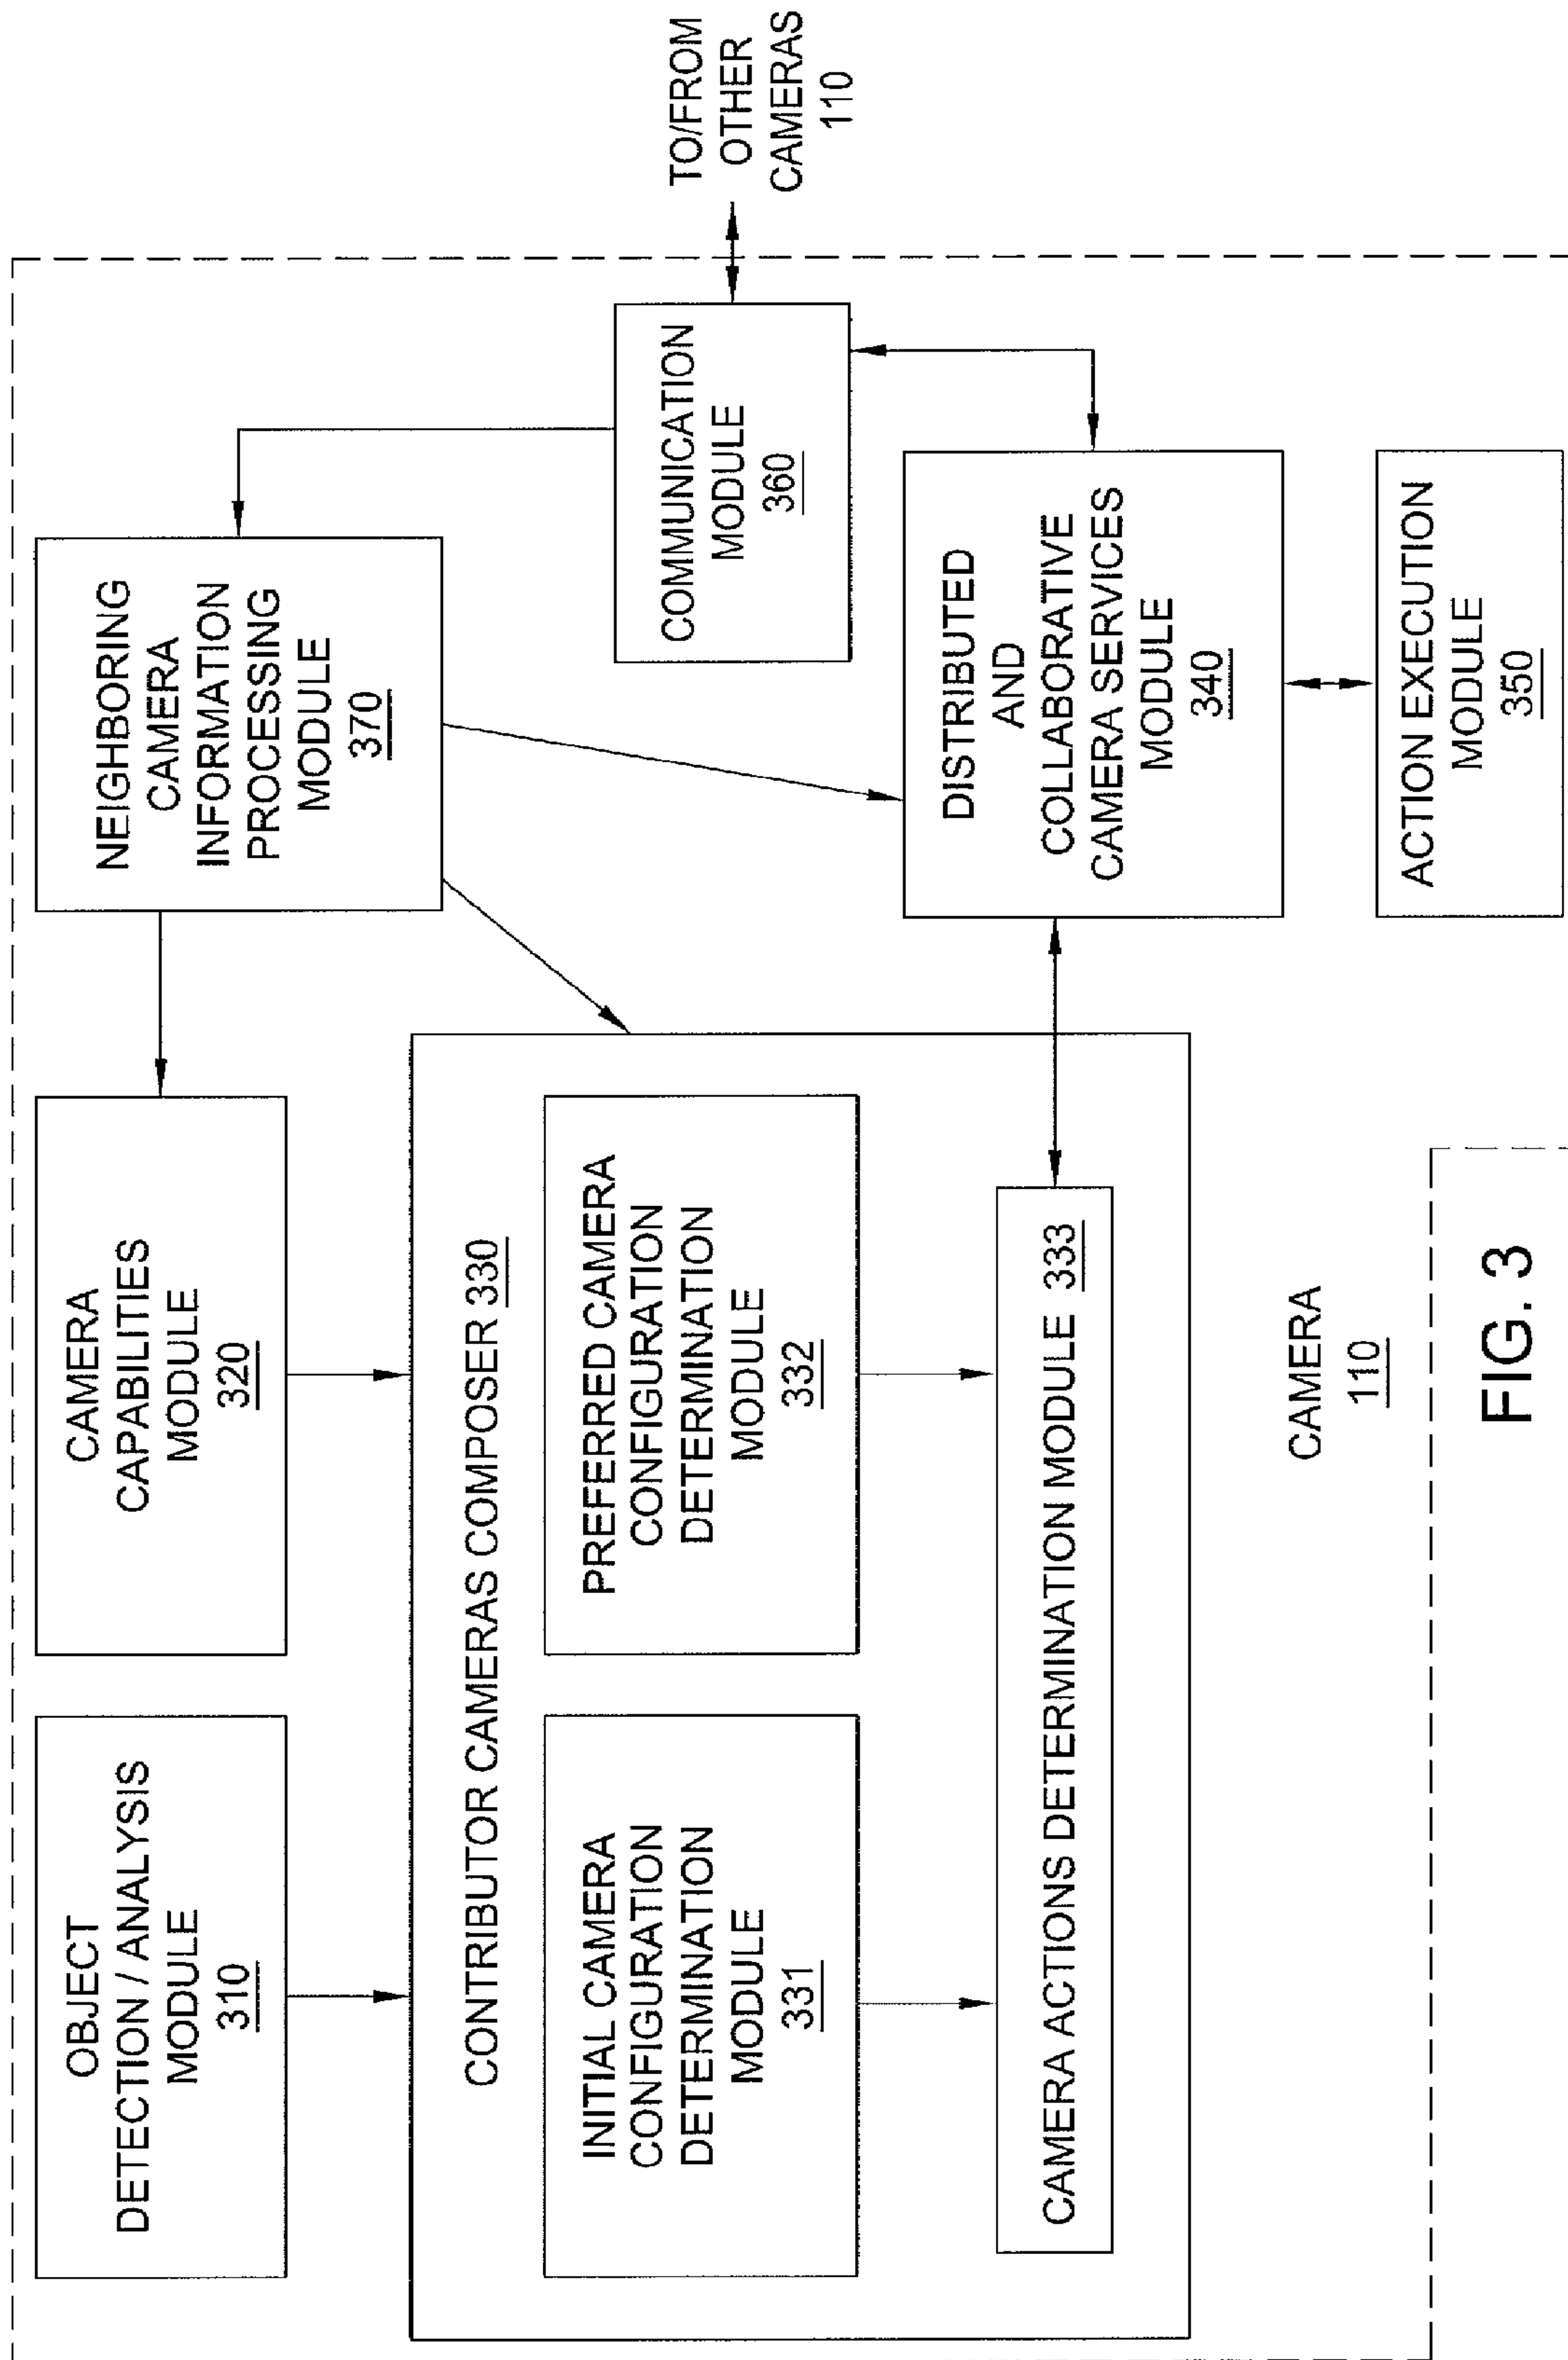 OBJECT
DETECTION / ANALYSIS
MODULE
310
CAMERA
CAPABILITIES
MODULE
320
NEIGHBORING
CAMERA
INFORMATION
PROCESSING
MODULE
370
CONTRIBUTOR CAMERAS COMPOSER 330
INITIAL CAMERA
CONFIGURATION
DETERMINATION
MODULE
331
PREFERRED CAMERA
CONFIGURATION
DETERMINATION
MODULE
332
CAMERA ACTIONS DETERMINATION MODULE 333
COMMUNICATION
MODULE
360
TO/FROM
OTHER
CAMERAS
110
DISTRIBUTED
AND
COLLABORATIVE
CAMERA SERVICES
MODULE
340
ACTION EXECUTION
MODULE
350
CAMERA
110
FIG. 3